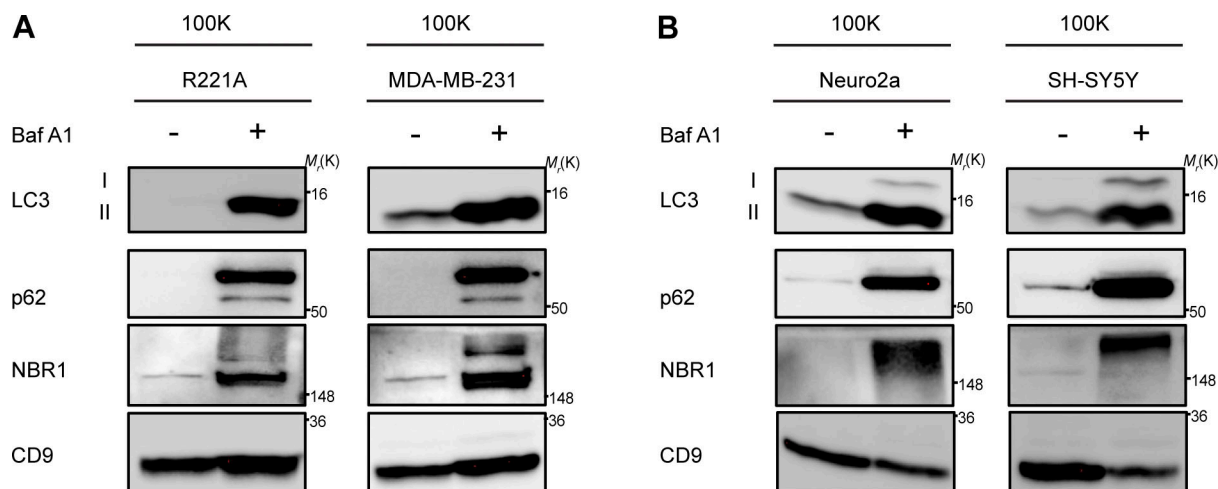 A
100K 100K
R221A MDA-MB-231
Baf A1 - + - +
Mr(K) Mr(K)
LC3 I II 16 16
p62 50 50
NBR1 148 148
CD9 36 36
B
100K 100K
Neuro2a SH-SY5Y
Baf A1 - + - +
Mr(K) Mr(K)
LC3 I II 16 16
p62 50 50
NBR1 148 148
CD9 36 36